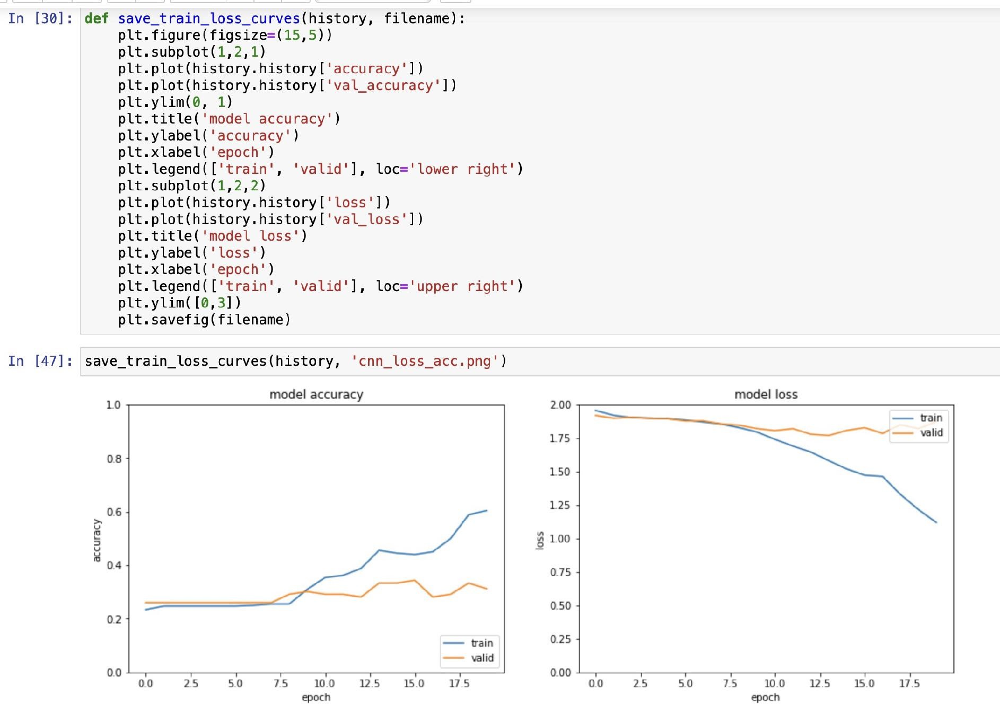 In [30]: def save_train_loss_curves(history, filename):
    plt.figure(figsize=(15,5))
    plt.subplot(1,2,1)
    plt.plot(history.history['accuracy'])
    plt.plot(history.history['val_accuracy'])
    plt.ylim(0, 1)
    plt.title('model accuracy')
    plt.ylabel('accuracy')
    plt.xlabel('epoch')
    plt.legend(['train', 'valid'], loc='lower right')
    plt.subplot(1,2,2)
    plt.plot(history.history['loss'])
    plt.plot(history.history['val_loss'])
    plt.title('model loss')
    plt.ylabel('loss')
    plt.xlabel('epoch')
    plt.legend(['train', 'valid'], loc='upper right')
    plt.ylim([0,3])
    plt.savefig(filename)
In [47]: save_train_loss_curves(history, 'cnn_loss_acc.png')
model accuracy
1.0
0.8
0.6
0.4
0.2
0.0
accuracy
train
valid
0.0 2.5 5.0 7.5 10.0 12.5 15.0 17.5
epoch
model loss
2.00
1.75
1.50
1.25
1.00
0.75
0.50
0.25
0.00
loss
train
valid
0.0 2.5 5.0 7.5 10.0 12.5 15.0 17.5
epoch